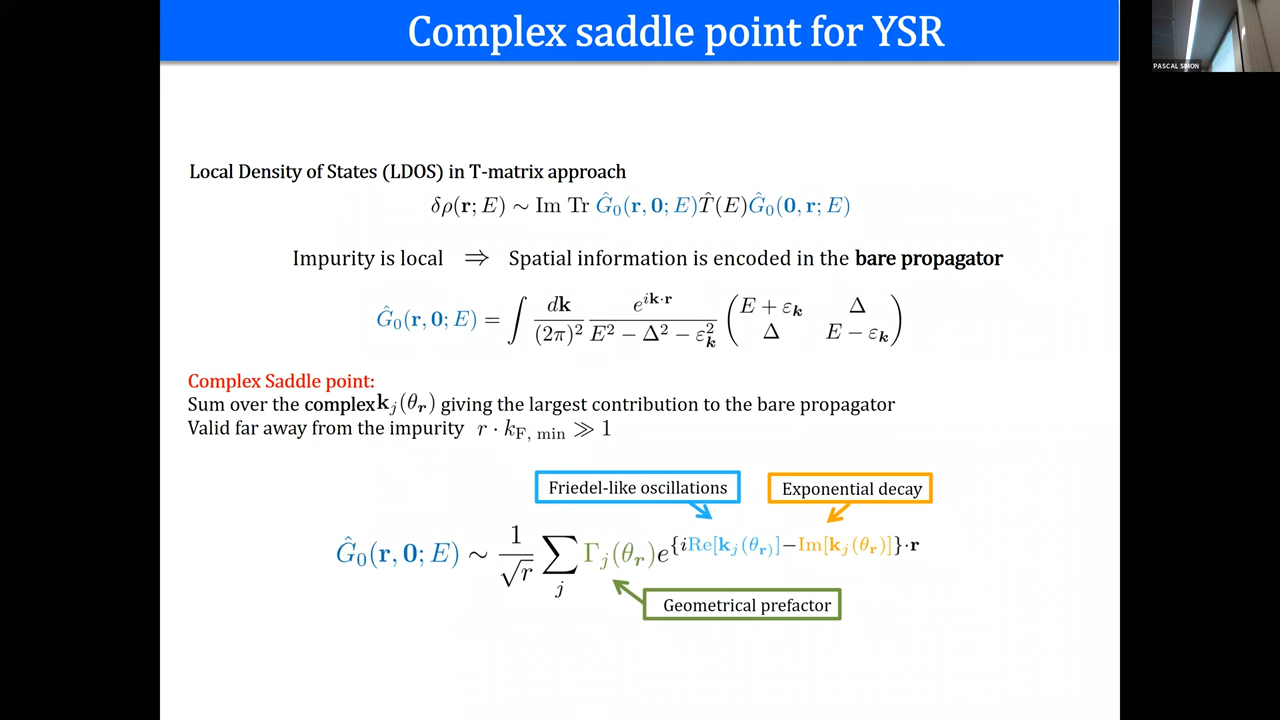 Complex saddle point for YSR
PASCAL SIMON
Local Density of States (LDOS) in T-matrix approach
δρ(r; E) ∼ Im Tr Ĝ₀(r, 0; E)T̂(E)Ĝ₀(0, r; E)
Impurity is local ⇒ Spatial information is encoded in the bare propagator
Ĝ₀(r, 0; E) = ∫ dk/(2π)² e^{ik·r}/(E² − Δ² − ε_k²) (E + ε_k Δ; Δ E − ε_k)
Complex Saddle point:
Sum over the complex k_j(θ_r) giving the largest contribution to the bare propagator
Valid far away from the impurity r · k_{F, min} ≫ 1
Friedel-like oscillations
Exponential decay
Ĝ₀(r, 0; E) ∼ 1/√r ∑_j Γ_j(θ_r)e^{{iRe[k_j(θ_r)]−Im[k_j(θ_r)]}·r}
Geometrical prefactor